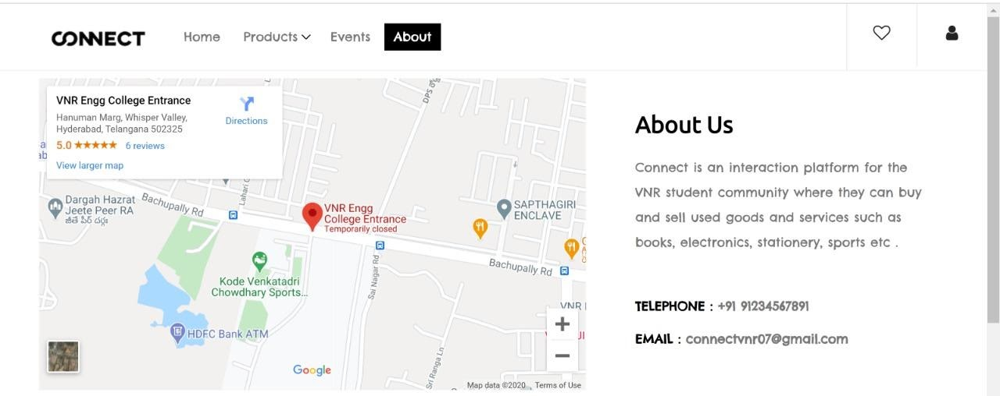 CONNECT
Home
Products
Events
About
VNR Engg College Entrance
Hanuman Marg, Whisper Valley,
Hyderabad, Telangana 502325
Directions
5.0 ★★★★★ 6 reviews
View larger map
DPS
Lahari
Bachupally Rd
Dargah Hazrat
Jeete Peer RA
జీతే పీర్ దర్గా
VNR Engg
College Entrance
Temporarily closed
SAPTHAGIRI
ENCLAVE
Kode Venkatadri
Chowdhary Sports...
Sai Nagar Rd
Bachupally Rd
VNR
HDFC Bank ATM
Sri Ranga Ln
Google
Map data ©2020
Terms of Use
About Us
Connect is an interaction platform for the
VNR student community where they can buy
and sell used goods and services such as
books, electronics, stationery, sports etc .
TELEPHONE : +91 91234567891
EMAIL : connectvnr07@gmail.com